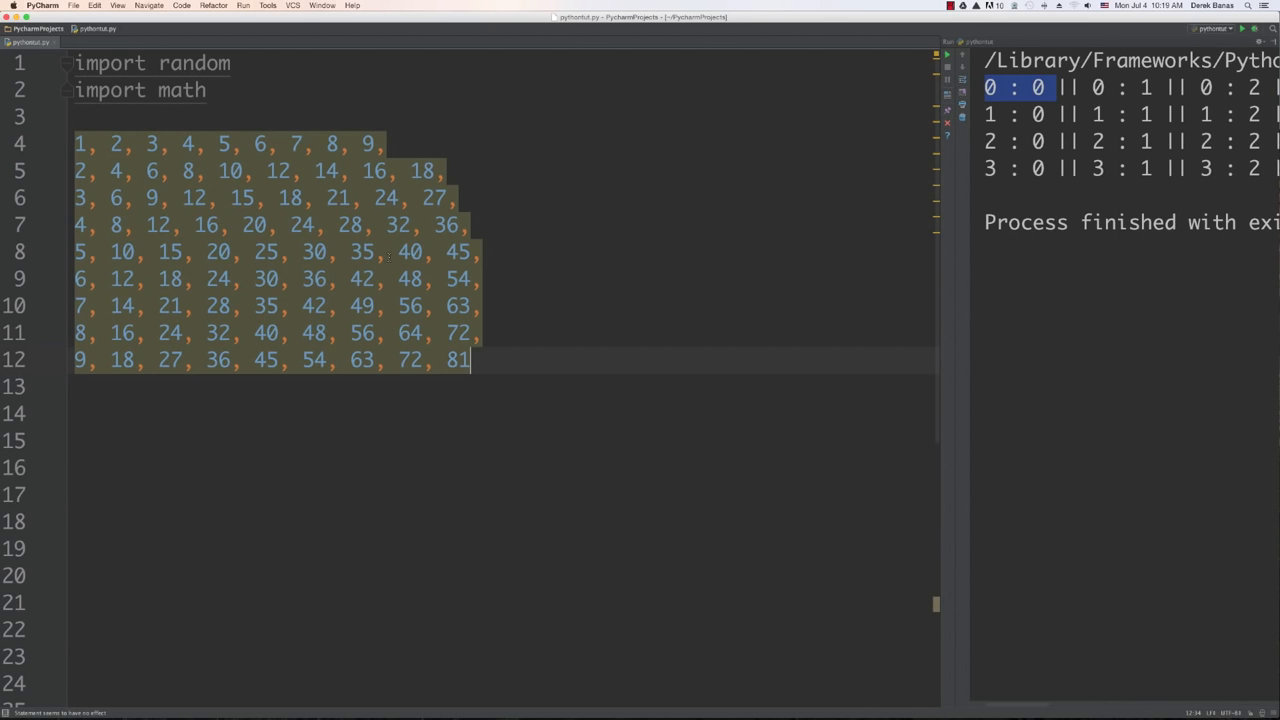 PyCharm File Edit View Navigate Code Refactor Run Tools VCS Window Help
10 Mon Jul 4 10:19 AM Derek Banas
pythontut.py - PycharmProjects - [~/PycharmProjects]
PycharmProjects pythontut.py
pythontut
pythontut.py
Run: pythontut
1 import random
2 import math
3
4 1, 2, 3, 4, 5, 6, 7, 8, 9,
5 2, 4, 6, 8, 10, 12, 14, 16, 18,
6 3, 6, 9, 12, 15, 18, 21, 24, 27,
7 4, 8, 12, 16, 20, 24, 28, 32, 36,
8 5, 10, 15, 20, 25, 30, 35, 40, 45,
9 6, 12, 18, 24, 30, 36, 42, 48, 54,
10 7, 14, 21, 28, 35, 42, 49, 56, 63,
11 8, 16, 24, 32, 40, 48, 56, 64, 72,
12 9, 18, 27, 36, 45, 54, 63, 72, 81
13
14
15
16
17
18
19
20
21
22
23
24
/Library/Frameworks/Pytho
0 : 0 || 0 : 1 || 0 : 2 |
1 : 0 || 1 : 1 || 1 : 2 |
2 : 0 || 2 : 1 || 2 : 2 |
3 : 0 || 3 : 1 || 3 : 2 |
Process finished with exi
Statement seems to have no effect
12:34 LF‡ UTF-8‡